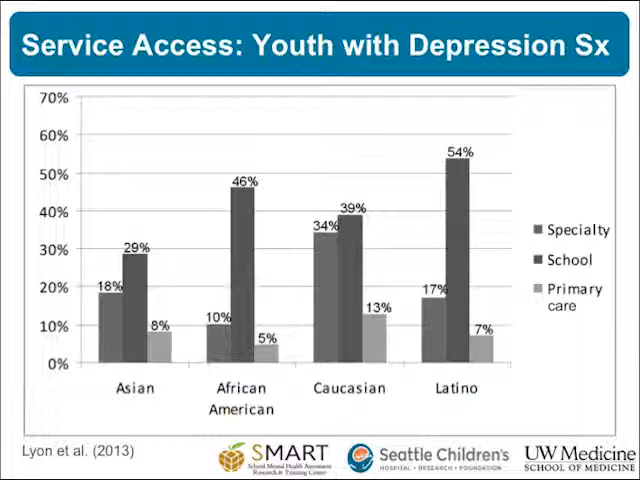 Service Access: Youth with Depression Sx
70%
60%
50%
40%
30%
20%
10%
0%
18%
29%
8%
10%
46%
5%
34%
39%
13%
17%
54%
7%
Asian
African
American
Caucasian
Latino
Specialty
School
Primary
care
Lyon et al. (2013)
SMART
School Mental Health Assessment
Research & Training Center
Seattle Children's
HOSPITAL • RESEARCH • FOUNDATION
UW Medicine
SCHOOL OF MEDICINE